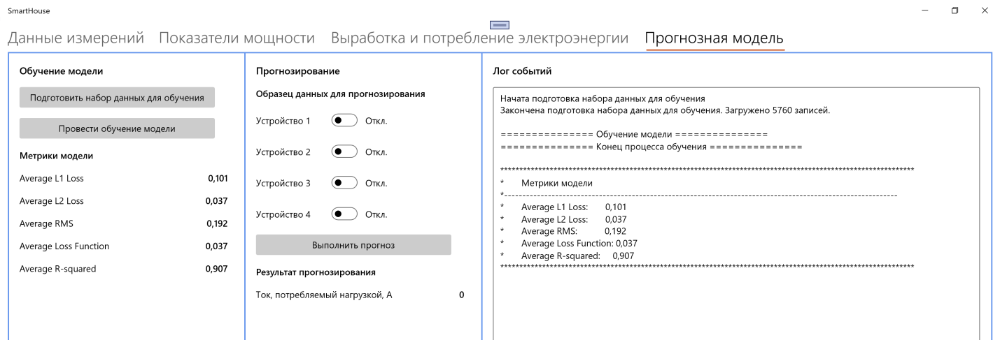 SmartHouse
Данные измерений Показатели мощности Выработка и потребление электроэнергии Прогнозная модель
Обучение модели
Подготовить набор данных для обучения
Провести обучение модели
Метрики модели
Average L1 Loss 0,101
Average L2 Loss 0,037
Average RMS 0,192
Average Loss Function 0,037
Average R-squared 0,907
Прогнозирование
Образец данных для прогнозирования
Устройство 1 Откл.
Устройство 2 Откл.
Устройство 3 Откл.
Устройство 4 Откл.
Выполнить прогноз
Результат прогнозирования
Ток, потребляемый нагрузкой, А 0
Лог событий
Начата подготовка набора данных для обучения
Закончена подготовка набора данных для обучения. Загружено 5760 записей.
=============== Обучение модели ===============
=============== Конец процесса обучения ===============
*************************************************************************************************************
* Метрики модели
*-------------------------------------------------------------------------------------------------------------
* Average L1 Loss: 0,101
* Average L2 Loss: 0,037
* Average RMS: 0,192
* Average Loss Function: 0,037
* Average R-squared: 0,907
*************************************************************************************************************